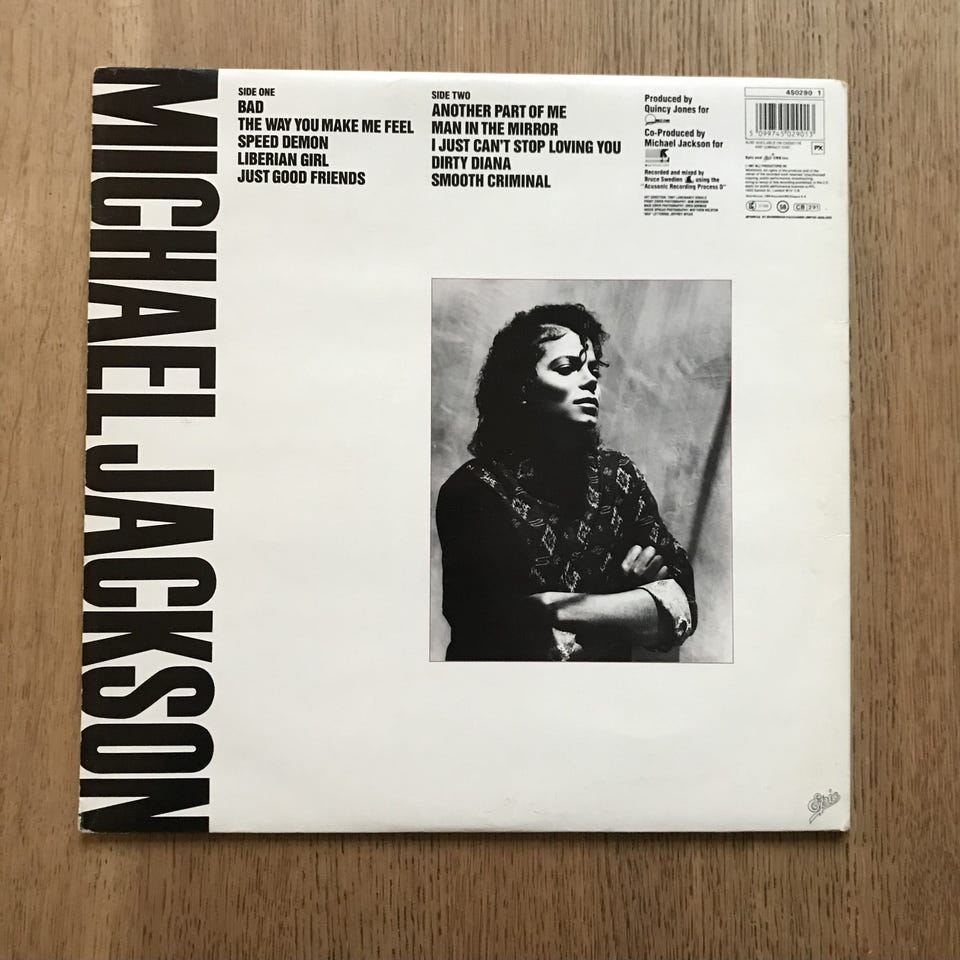 MICHAEL JACKSON
SIDE ONE
BAD
THE WAY YOU MAKE ME FEEL
SPEED DEMON
LIBERIAN GIRL
JUST GOOD FRIENDS
SIDE TWO
ANOTHER PART OF ME
MAN IN THE MIRROR
I JUST CAN'T STOP LOVING YOU
DIRTY DIANA
SMOOTH CRIMINAL
Produced by
Quincy Jones for
Co-Produced by
Michael Jackson for
Recorded and mixed by
Bruce Swedien using the
"Acusonic Recording Process"
450290 1
5 099745 029013
PX
Epic